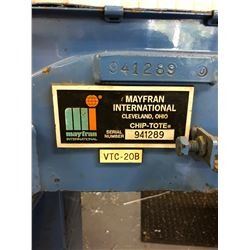 941289
MAYFRAN
INTERNATIONAL
CLEVELAND, OHIO
CHIP-TOTE®
SERIAL
NUMBER 941289
mayfran
INTERNATIONAL
VTC-20B